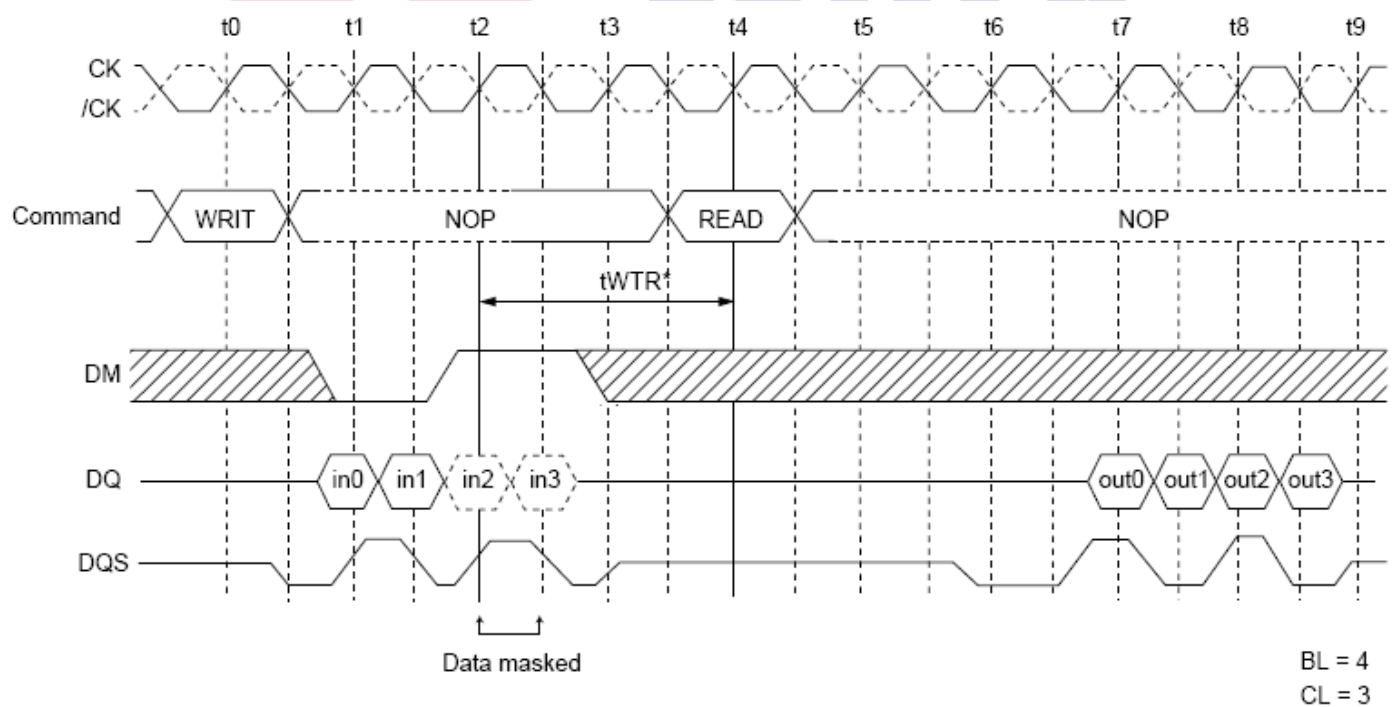 t0 t1 t2 t3 t4 t5 t6 t7 t8 t9
CK
/CK
Command WRIT NOP READ NOP
tWTR*
DM
DQ in0 in1 in2 in3 out0 out1 out2 out3
DQS
Data masked
BL = 4
CL = 3